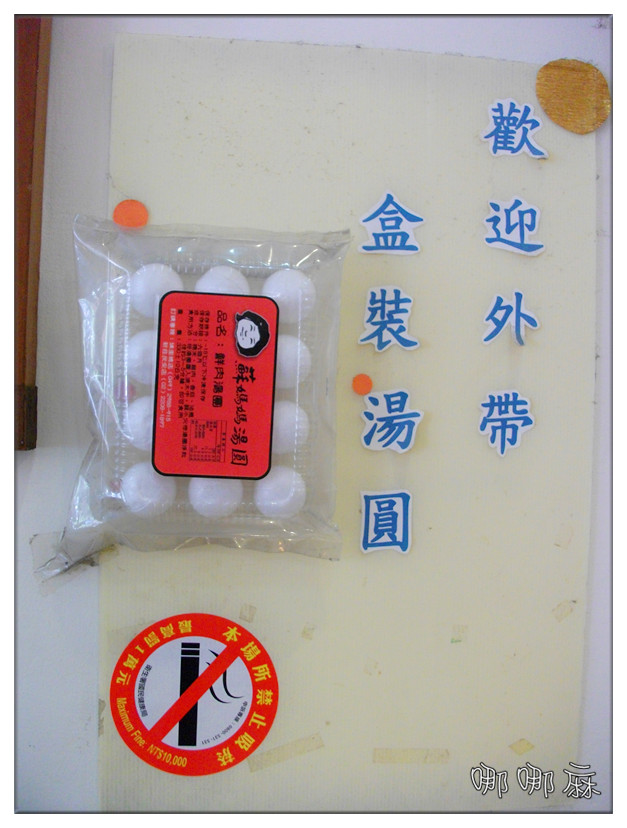 歡迎外帶
盒裝湯圓
蘇媽媽湯圓
品名：鮮肉湯圓
本場所禁止吸菸
最高罰1萬元
Maximum Fine: NT$10,000
哪哪麻